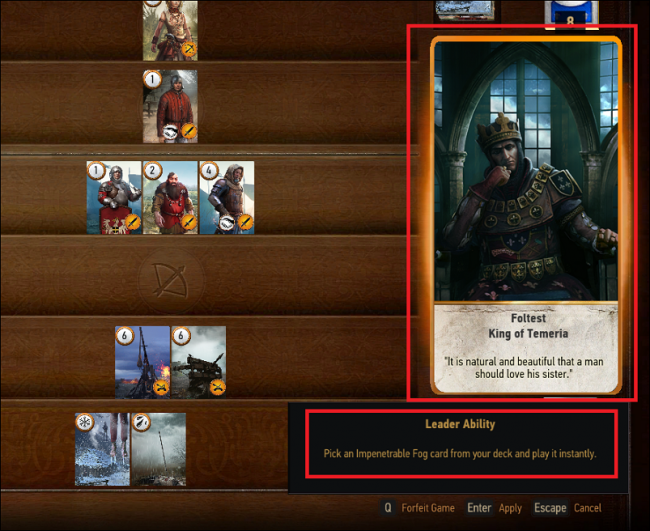 8
1
1 2 4
6 6
Foltest
King of Temeria
"It is natural and beautiful that a man
should love his sister."
Leader Ability
Pick an Impenetrable Fog card from your deck and play it instantly.
Q Forfeit Game Enter Apply Escape Cancel